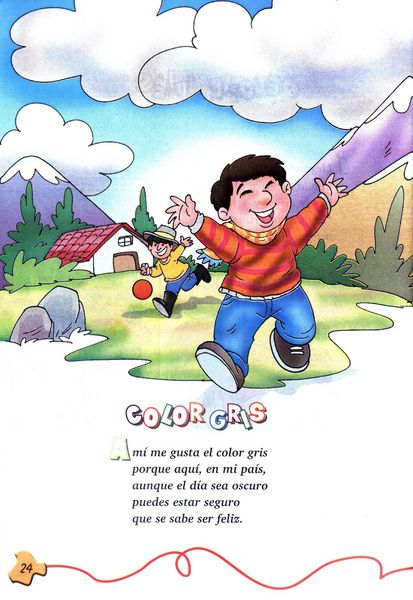 COLOR GRIS
A mí me gusta el color gris
porque aquí, en mi país,
aunque el día sea oscuro
puedes estar seguro
que se sabe ser feliz.
24